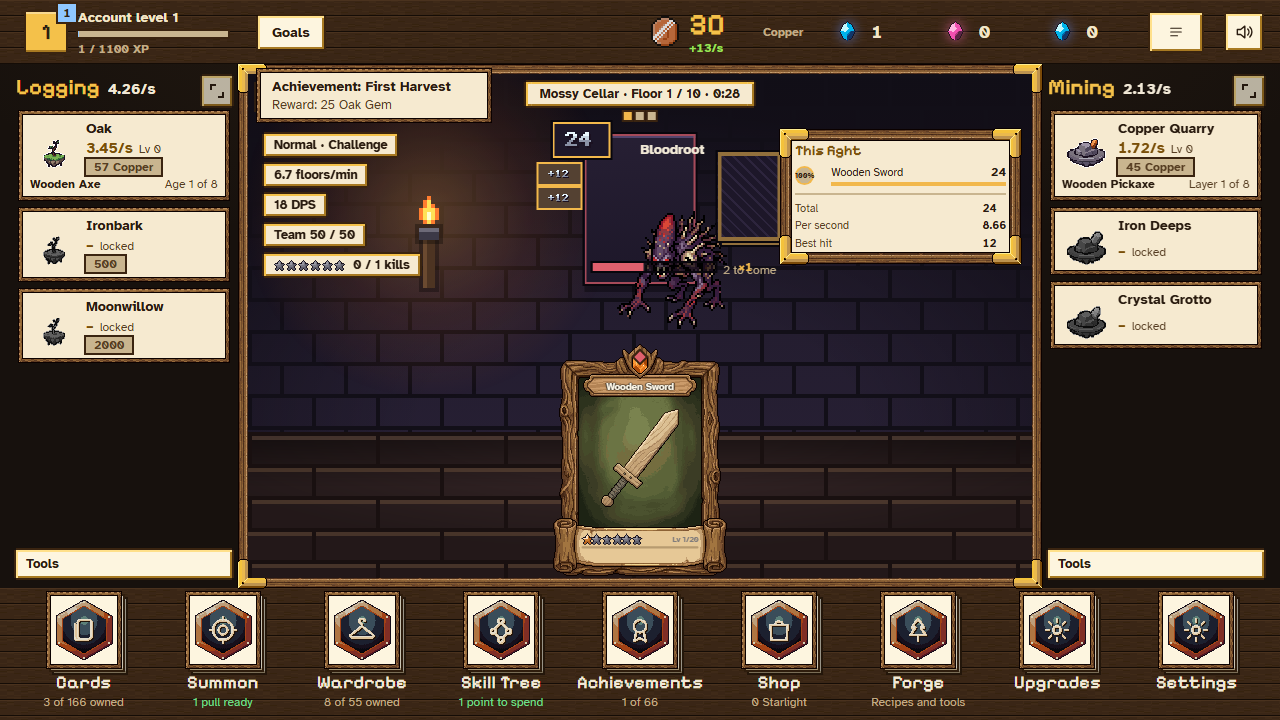 1
1
Account level 1
1 / 1100 XP
Goals
30
+13/s
Copper
1
0
0
Logging 4.26/s
Oak
3.45/s Lv 0
57 Copper
Wooden Axe
Age 1 of 8
Ironbark
– locked
500
Moonwillow
– locked
2000
Tools
Achievement: First Harvest
Reward: 25 Oak Gem
Normal · Challenge
6.7 floors/min
18 DPS
Team 50 / 50
0 / 1 kills
Mossy Cellar · Floor 1 / 10 · 0:28
24
Bloodroot
+12
+12
x1
2 to come
This fight
100%
Wooden Sword
24
Total
24
Per second
8.66
Best hit
12
Wooden Sword
Lv 1/20
Mining 2.13/s
Copper Quarry
1.72/s Lv 0
45 Copper
Wooden Pickaxe
Layer 1 of 8
Iron Deeps
– locked
Crystal Grotto
– locked
Tools
Cards
3 of 166 owned
Summon
1 pull ready
Wardrobe
8 of 55 owned
Skill Tree
1 point to spend
Achievements
1 of 66
Shop
0 Starlight
Forge
Recipes and tools
Upgrades
Settings